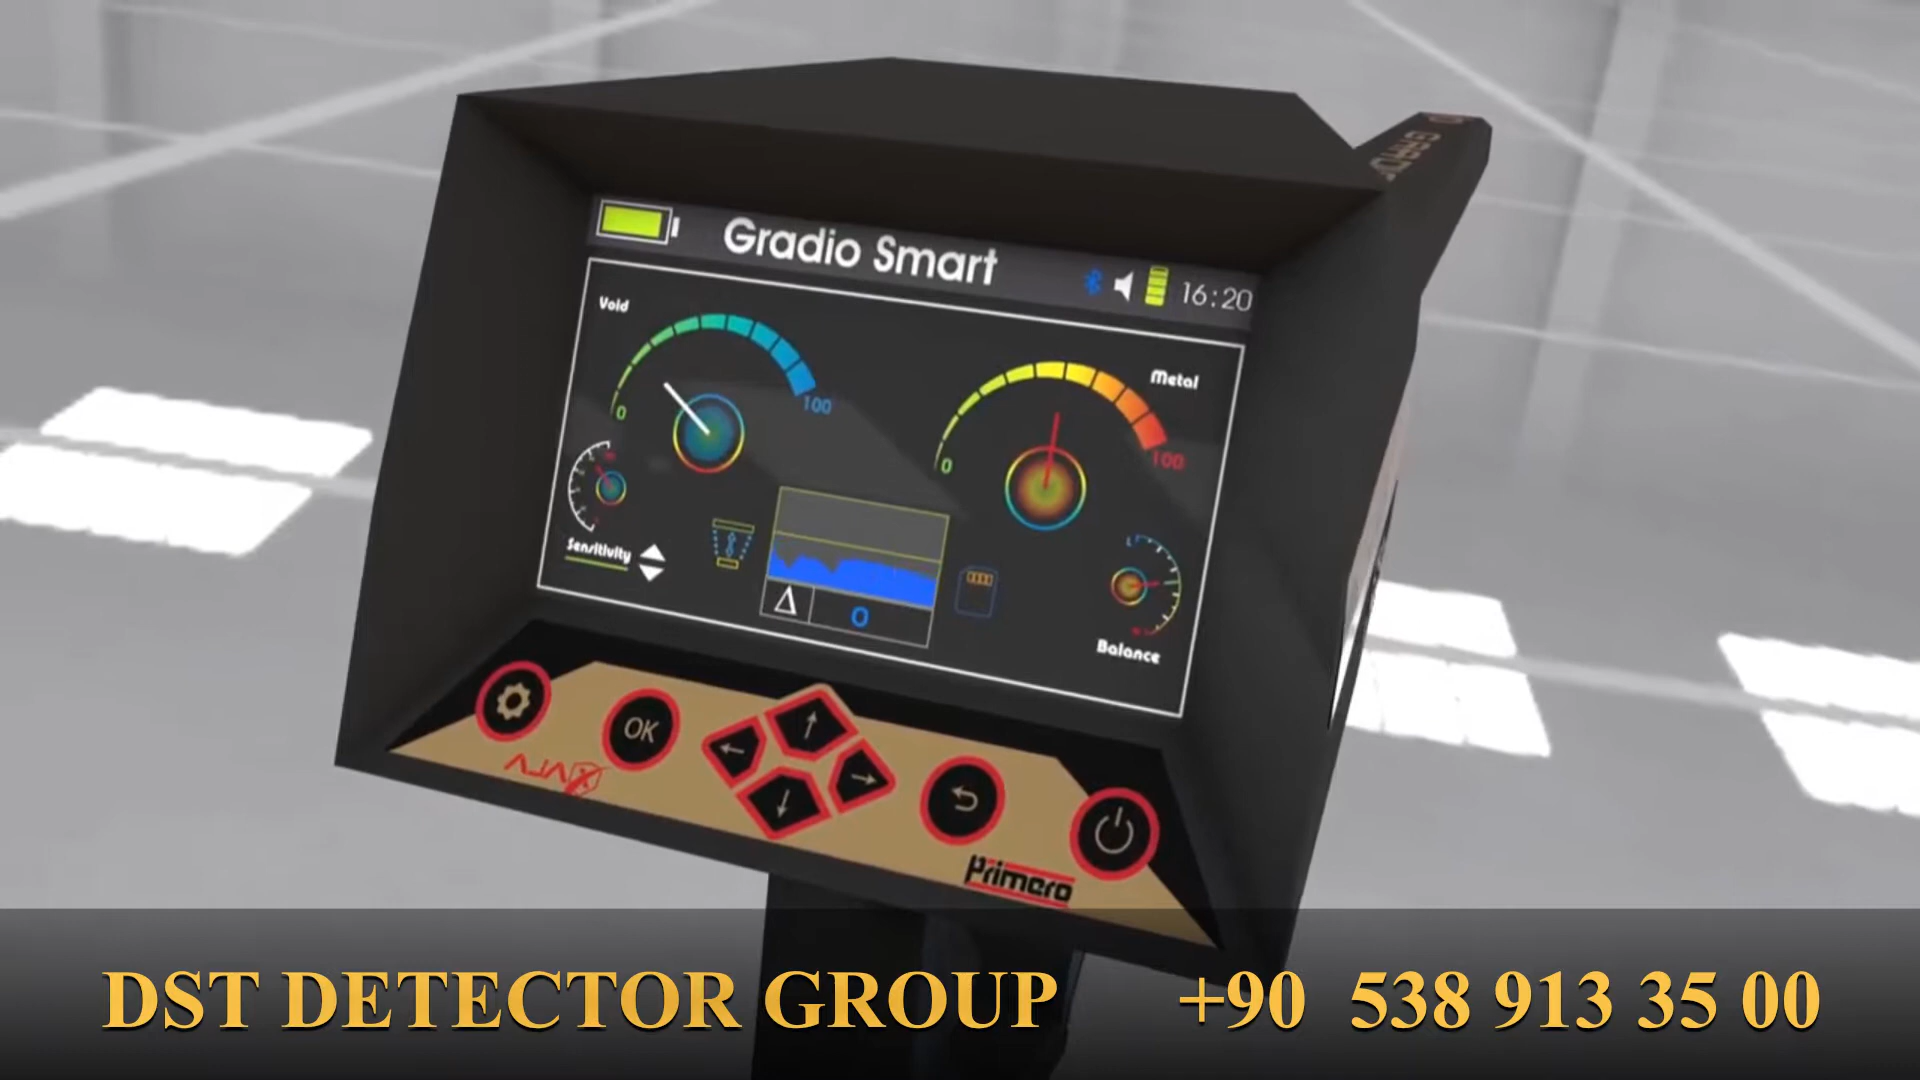 Gradio Smart
16:20
Void
0
100
Metal
0
100
Sensitivity
Δ
0
Balance
OK
AJAX
Primero
DST DETECTOR GROUP +90 538 913 35 00